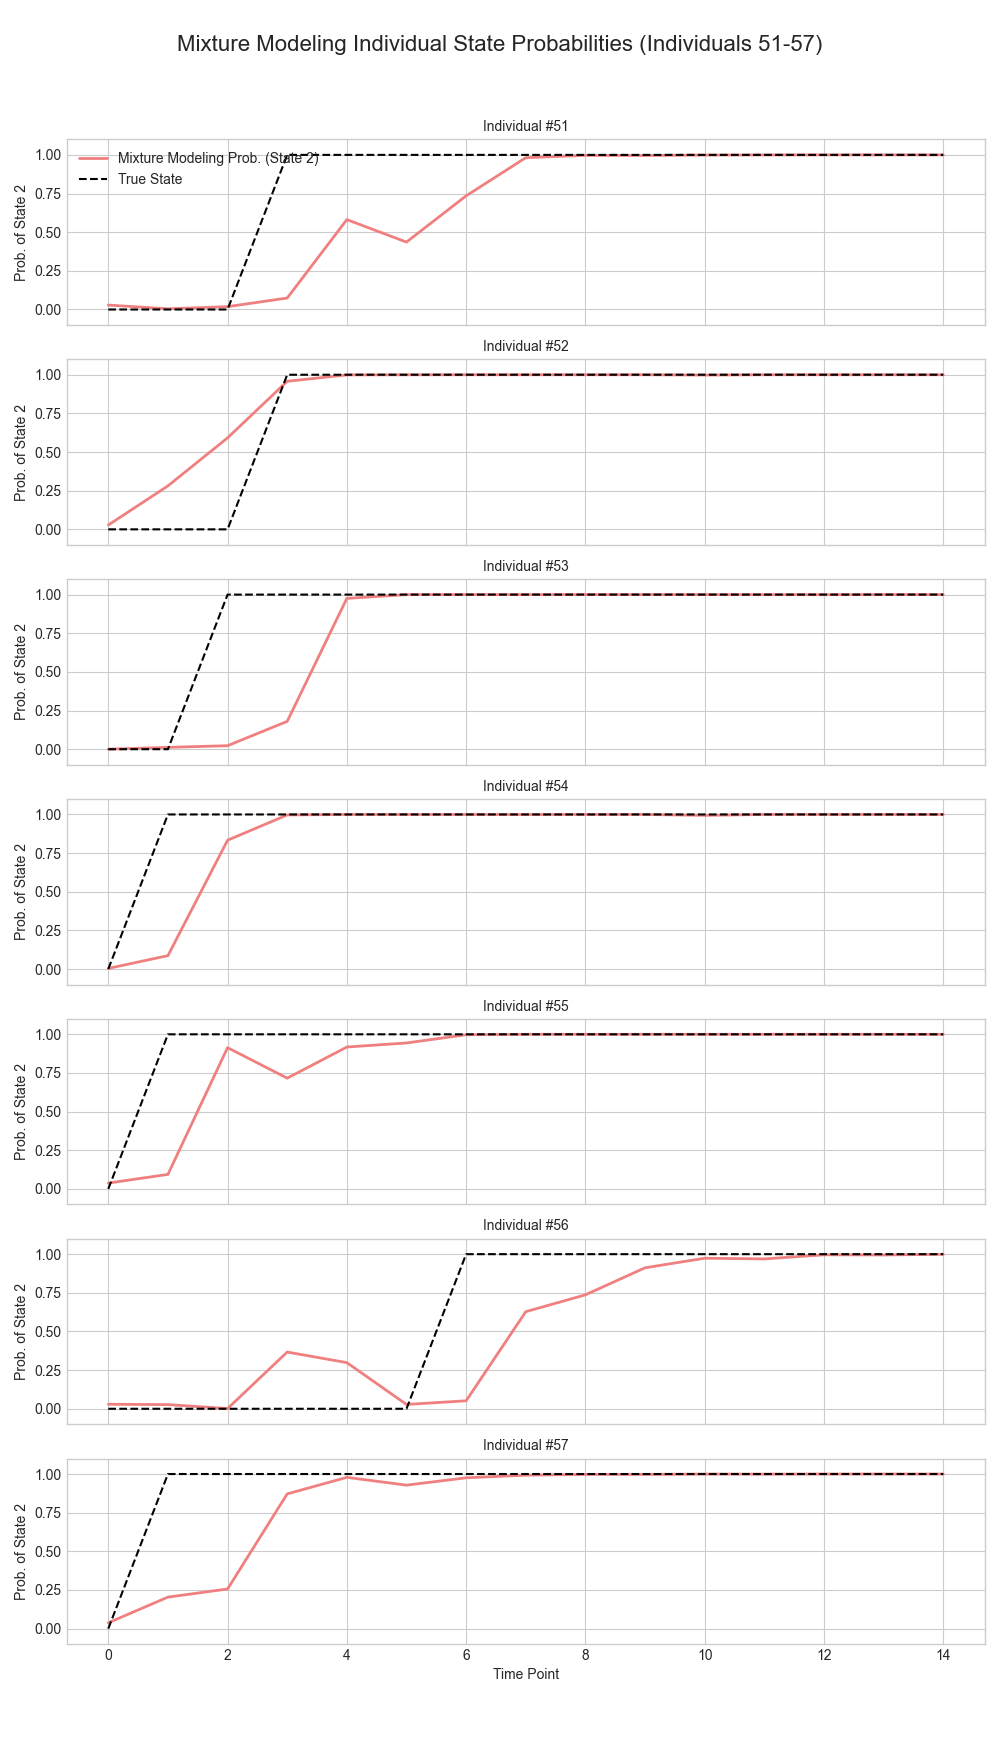 Mixture Modeling Individual State Probabilities (Individuals 51-57)
Individual #51
Mixture Modeling Prob. (State 2)
True State
Prob. of State 2
1.00
0.75
0.50
0.25
0.00
Individual #52
Prob. of State 2
1.00
0.75
0.50
0.25
0.00
Individual #53
Prob. of State 2
1.00
0.75
0.50
0.25
0.00
Individual #54
Prob. of State 2
1.00
0.75
0.50
0.25
0.00
Individual #55
Prob. of State 2
1.00
0.75
0.50
0.25
0.00
Individual #56
Prob. of State 2
1.00
0.75
0.50
0.25
0.00
Individual #57
Prob. of State 2
1.00
0.75
0.50
0.25
0.00
0 2 4 6 8 10 12 14
Time Point